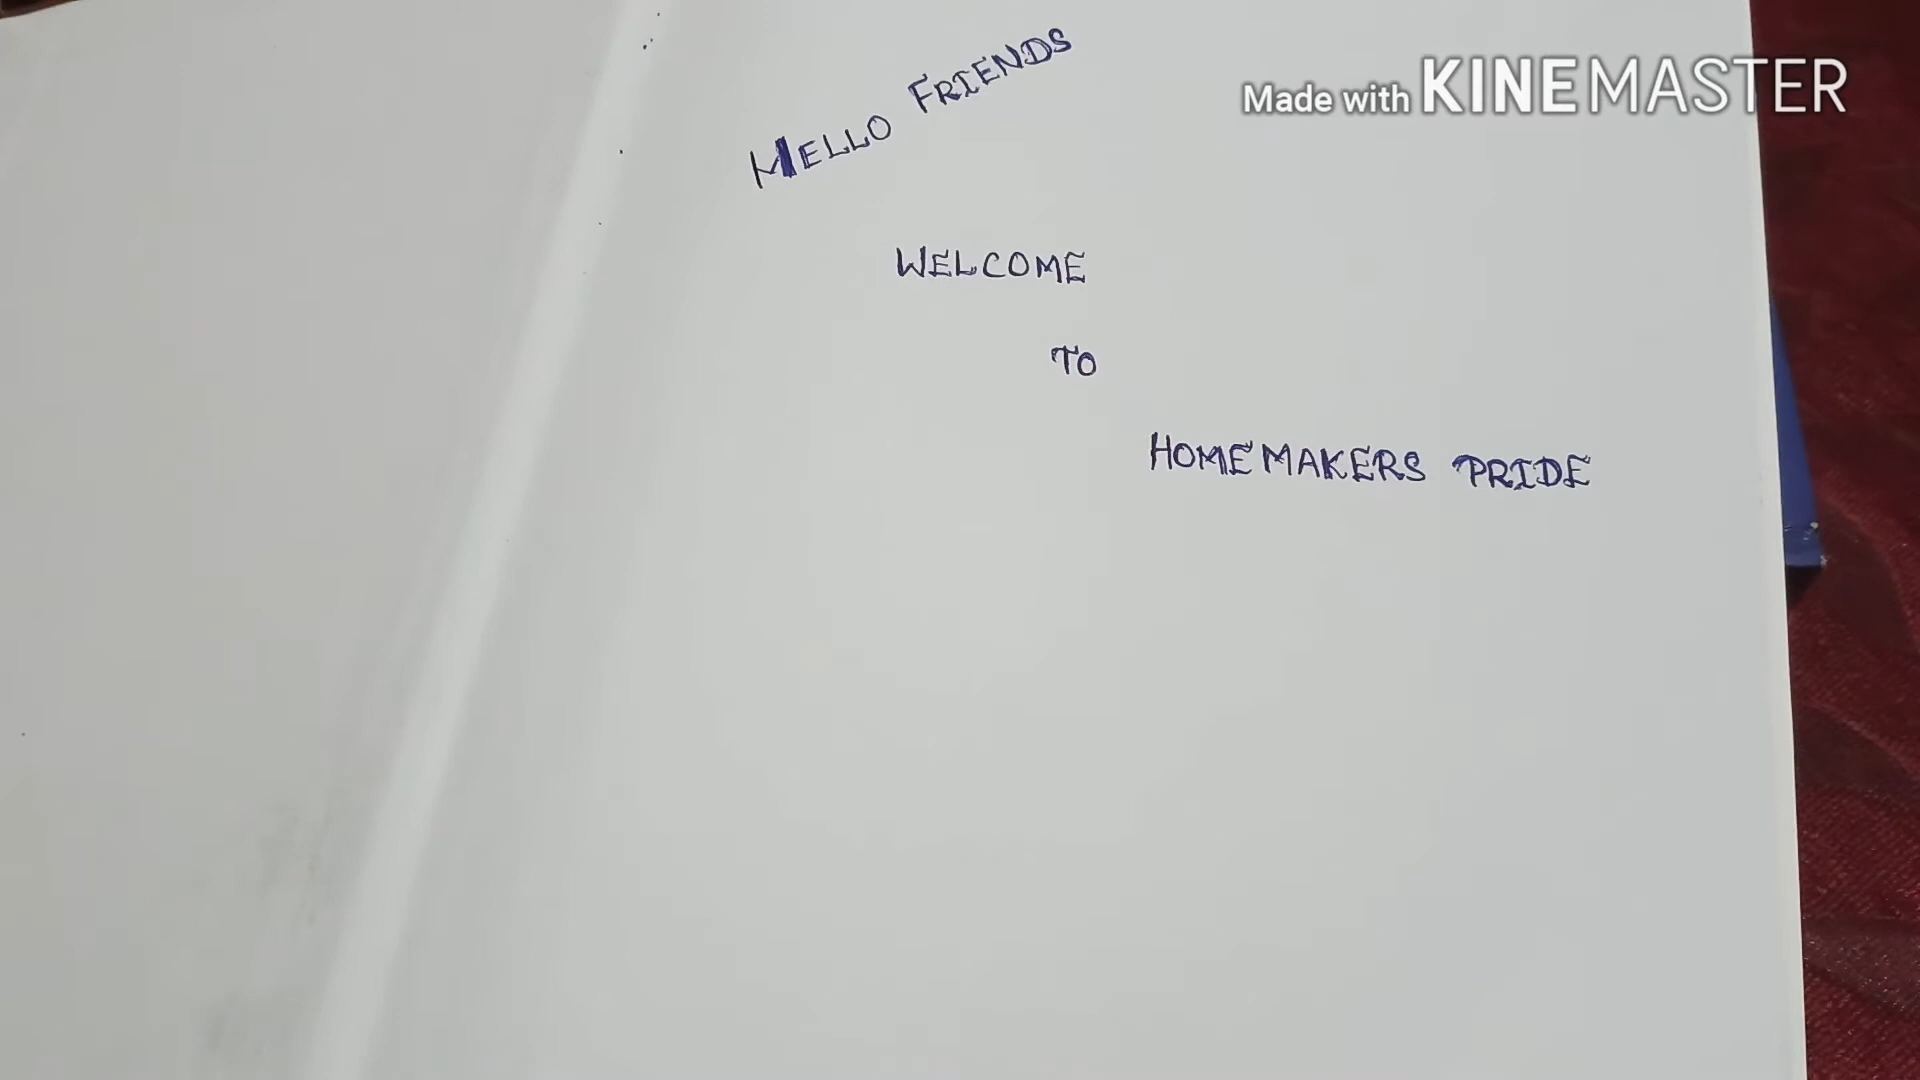 HELLO FRIENDS
Made with KINEMASTER
WELCOME
TO
HOMEMAKERS PRIDE